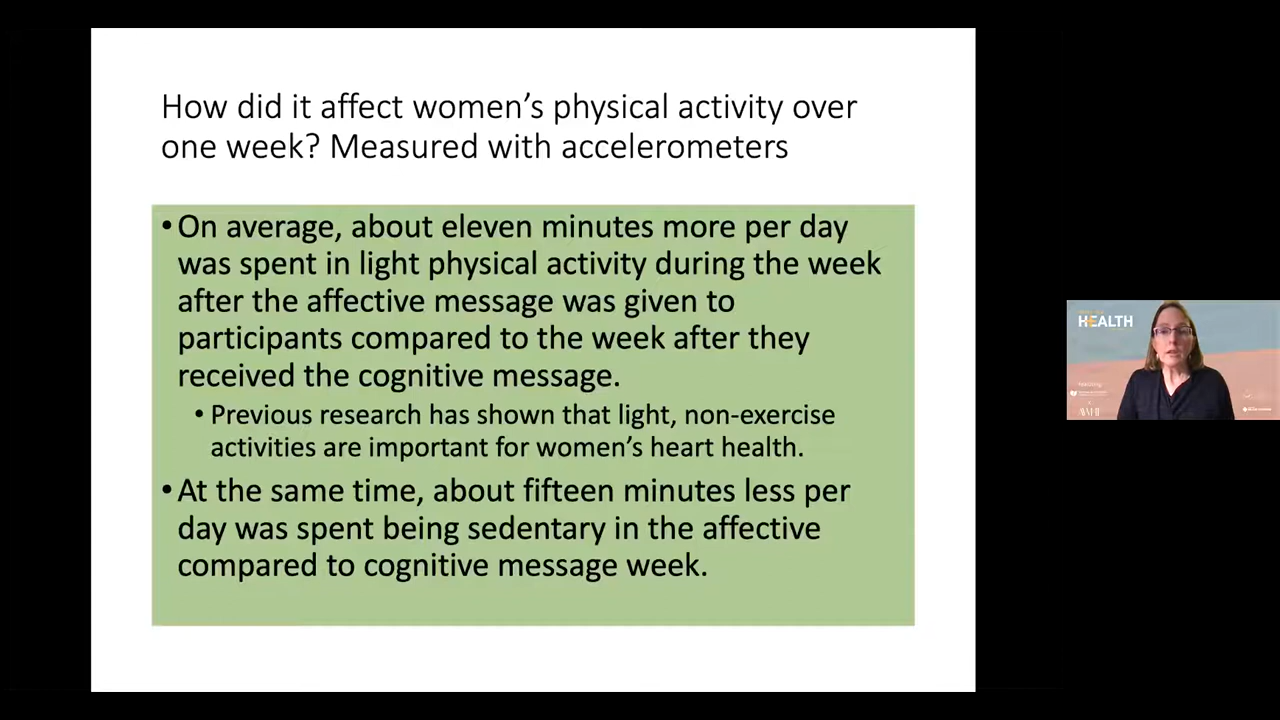 How did it affect women’s physical activity over
one week? Measured with accelerometers
• On average, about eleven minutes more per day
was spent in light physical activity during the week
after the affective message was given to
participants compared to the week after they
received the cognitive message.
• Previous research has shown that light, non-exercise
activities are important for women’s heart health.
• At the same time, about fifteen minutes less per
day was spent being sedentary in the affective
compared to cognitive message week.
HEALTH